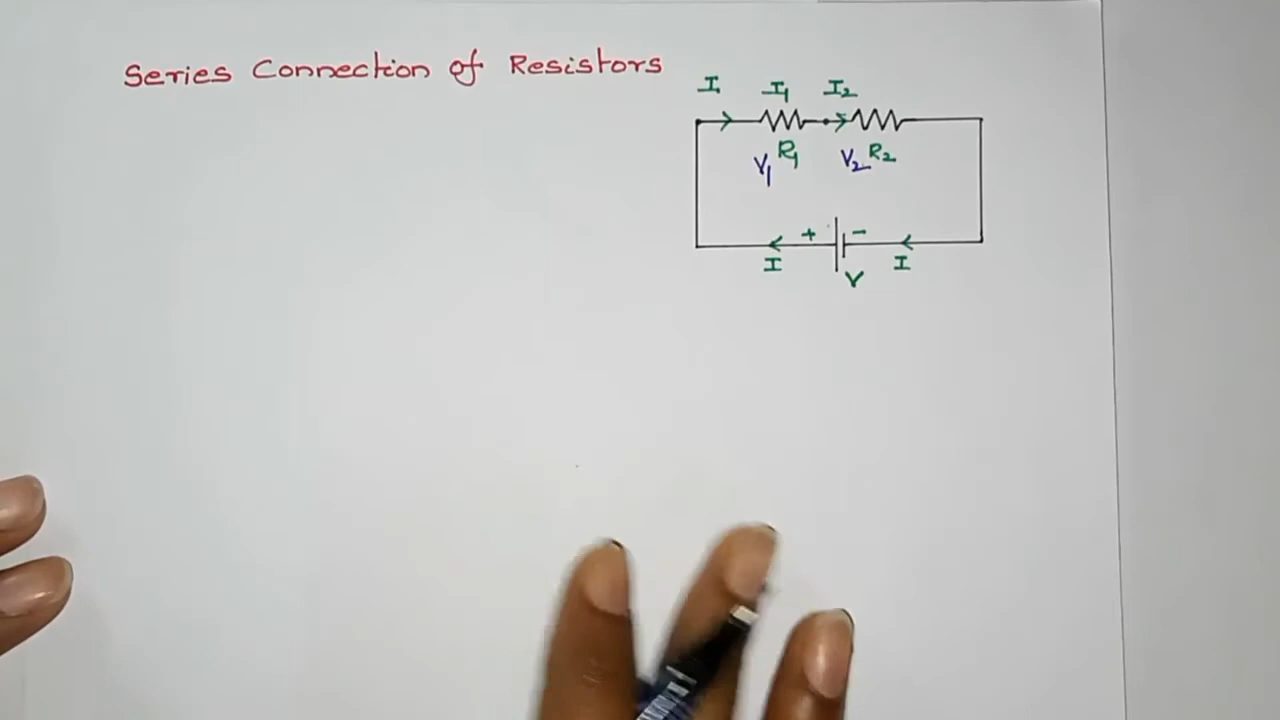 Series Connection of Resistors
I I₁ I₂
V₁ R₁ V₂ R₂
+ -
I V I